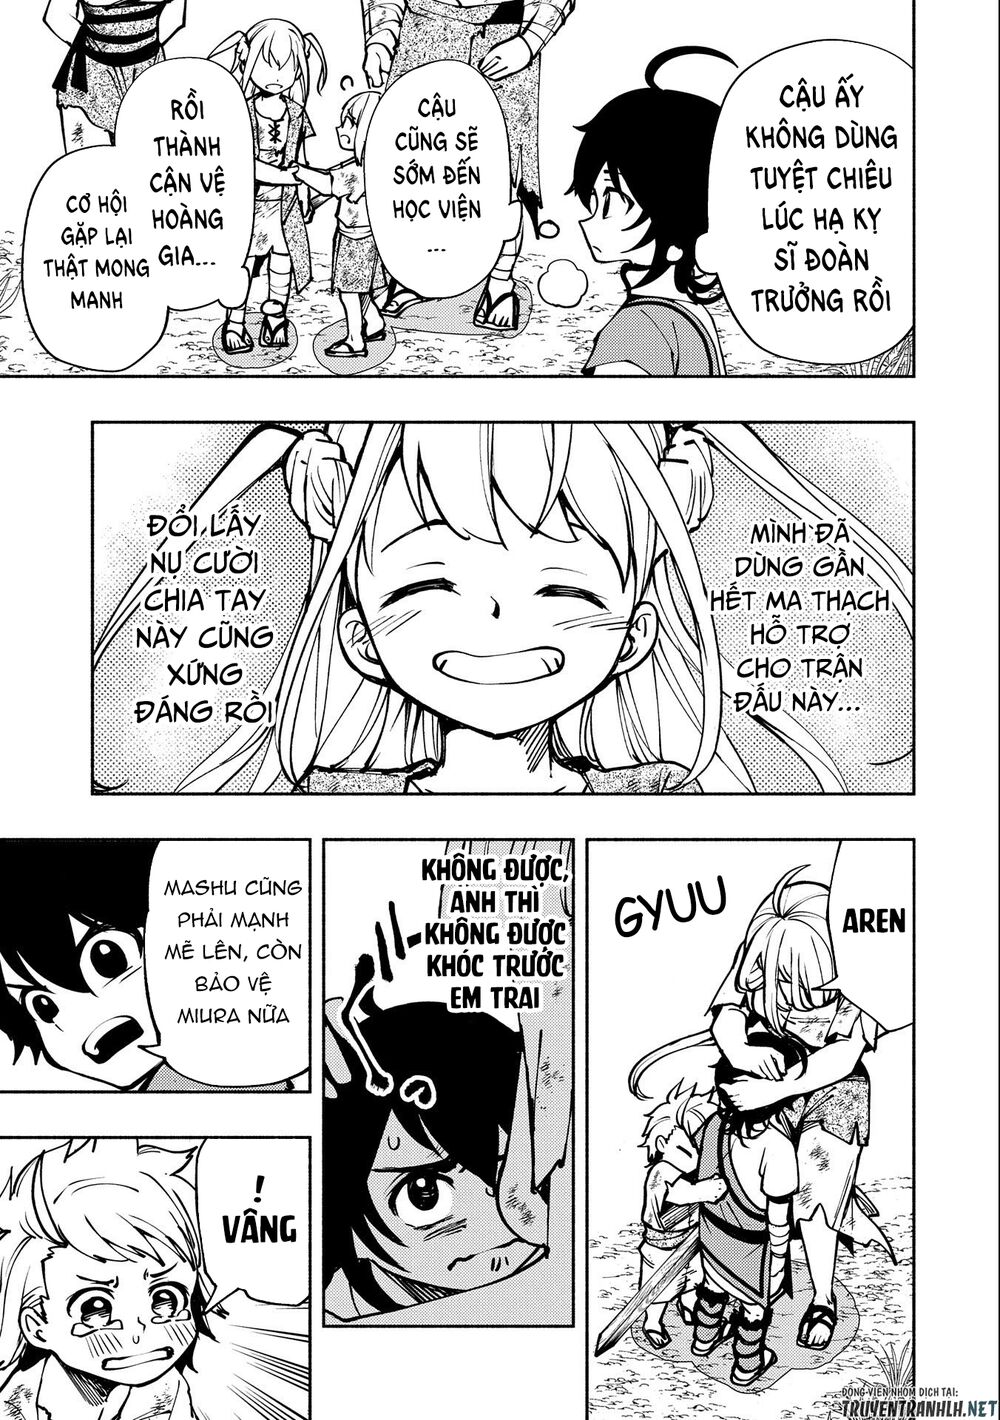 CẬU ẤY
KHÔNG DÙNG
TUYỆT CHIÊU
LÚC HẠ KỴ
SĨ ĐOÀN
TRƯỞNG RỒI
CẬU
CŨNG SẼ
SỚM ĐẾN
HỌC VIỆN
...
RỒI
THÀNH
CẬN VỆ
HOÀNG
GIA...
CƠ HỘI
GẶP LẠI
THẬT MONG
MANH
MÌNH ĐÃ
DÙNG GẦN
HẾT MA THẠCH
HỖ TRỢ
CHO TRẬN
ĐẤU NÀY...
ĐỔI LẤY
NỤ CƯỜI
CHIA TAY
NÀY CŨNG
XỨNG
ĐÁNG RỒI
AREN
GYUU
KHÔNG ĐƯỢC,
ANH THÌ
KHÔNG ĐƯỢC
KHÓC TRƯỚC
EM TRAI
MASHU CŨNG
PHẢI MẠNH
MẼ LÊN, CÒN
BẢO VỆ
MIURA NỮA
!
VÂNG
ĐỘNG VIÊN NHÓM DỊCH TẠI:
TRUYENTRANHLH.NET